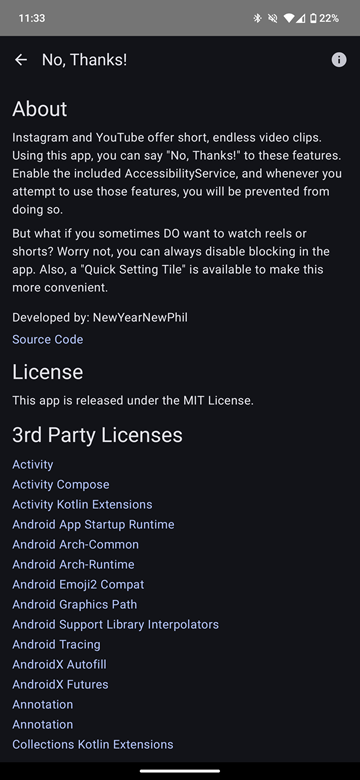 11:33
22%
No, Thanks!
About
Instagram and YouTube offer short, endless video clips.
Using this app, you can say "No, Thanks!" to these features.
Enable the included AccessibilityService, and whenever you
attempt to use those features, you will be prevented from
doing so.
But what if you sometimes DO want to watch reels or
shorts? Worry not, you can always disable blocking in the
app. Also, a "Quick Setting Tile" is available to make this
more convenient.
Developed by: NewYearNewPhil
Source Code
License
This app is released under the MIT License.
3rd Party Licenses
Activity
Activity Compose
Activity Kotlin Extensions
Android App Startup Runtime
Android Arch-Common
Android Arch-Runtime
Android Emoji2 Compat
Android Graphics Path
Android Support Library Interpolators
Android Tracing
AndroidX Autofill
AndroidX Futures
Annotation
Annotation
Collections Kotlin Extensions